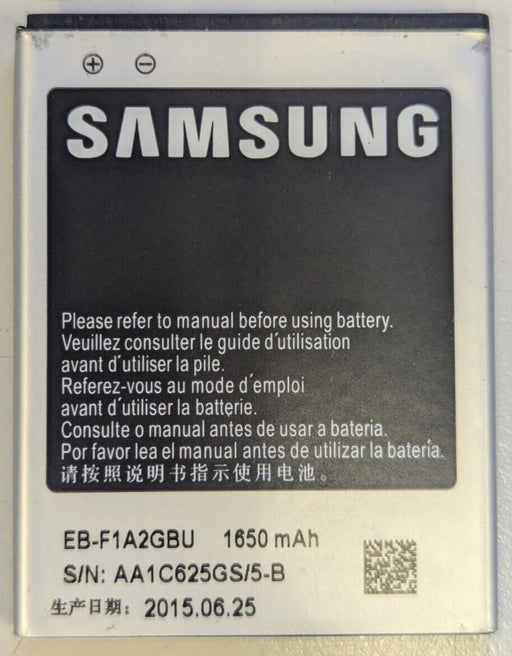 ⊕ ⊖
SAMSUNG
Please refer to manual before using battery.
Veuillez consulter le guide d´utilisation
avant d´utiliser la pile.
Referez-vous au mode d´emploi
avant d´utiliser la batterie.
Consulte o manual antes de usar a bateria.
Por favor lea el manual antes de utilizar la batería.
请按照说明书指示使用电池。
EB-F1A2GBU 1650 mAh
S/N: AA1C625GS/5-B
生产日期： 2015.06.25